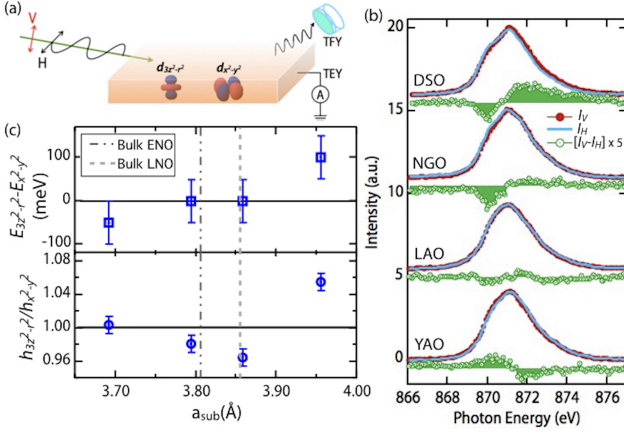 (a)
V
H
d3z²-r²
dx²-y²
TFY
TEY
A
(b)
20
DSO
15
IV
IH
[IV-IH] x 5
NGO
10
LAO
5
YAO
0
Intensity (a.u.)
866 870 872 876
Photon Energy (eV)
(c)
Bulk ENO
Bulk LNO
100
0
-100
E3z²-r²-Ex²-y²
(meV)
1.08
1.04
1.00
0.96
h3z²-r²/hx²-y²
3.70 3.80 3.90 4.00
asub(Å)